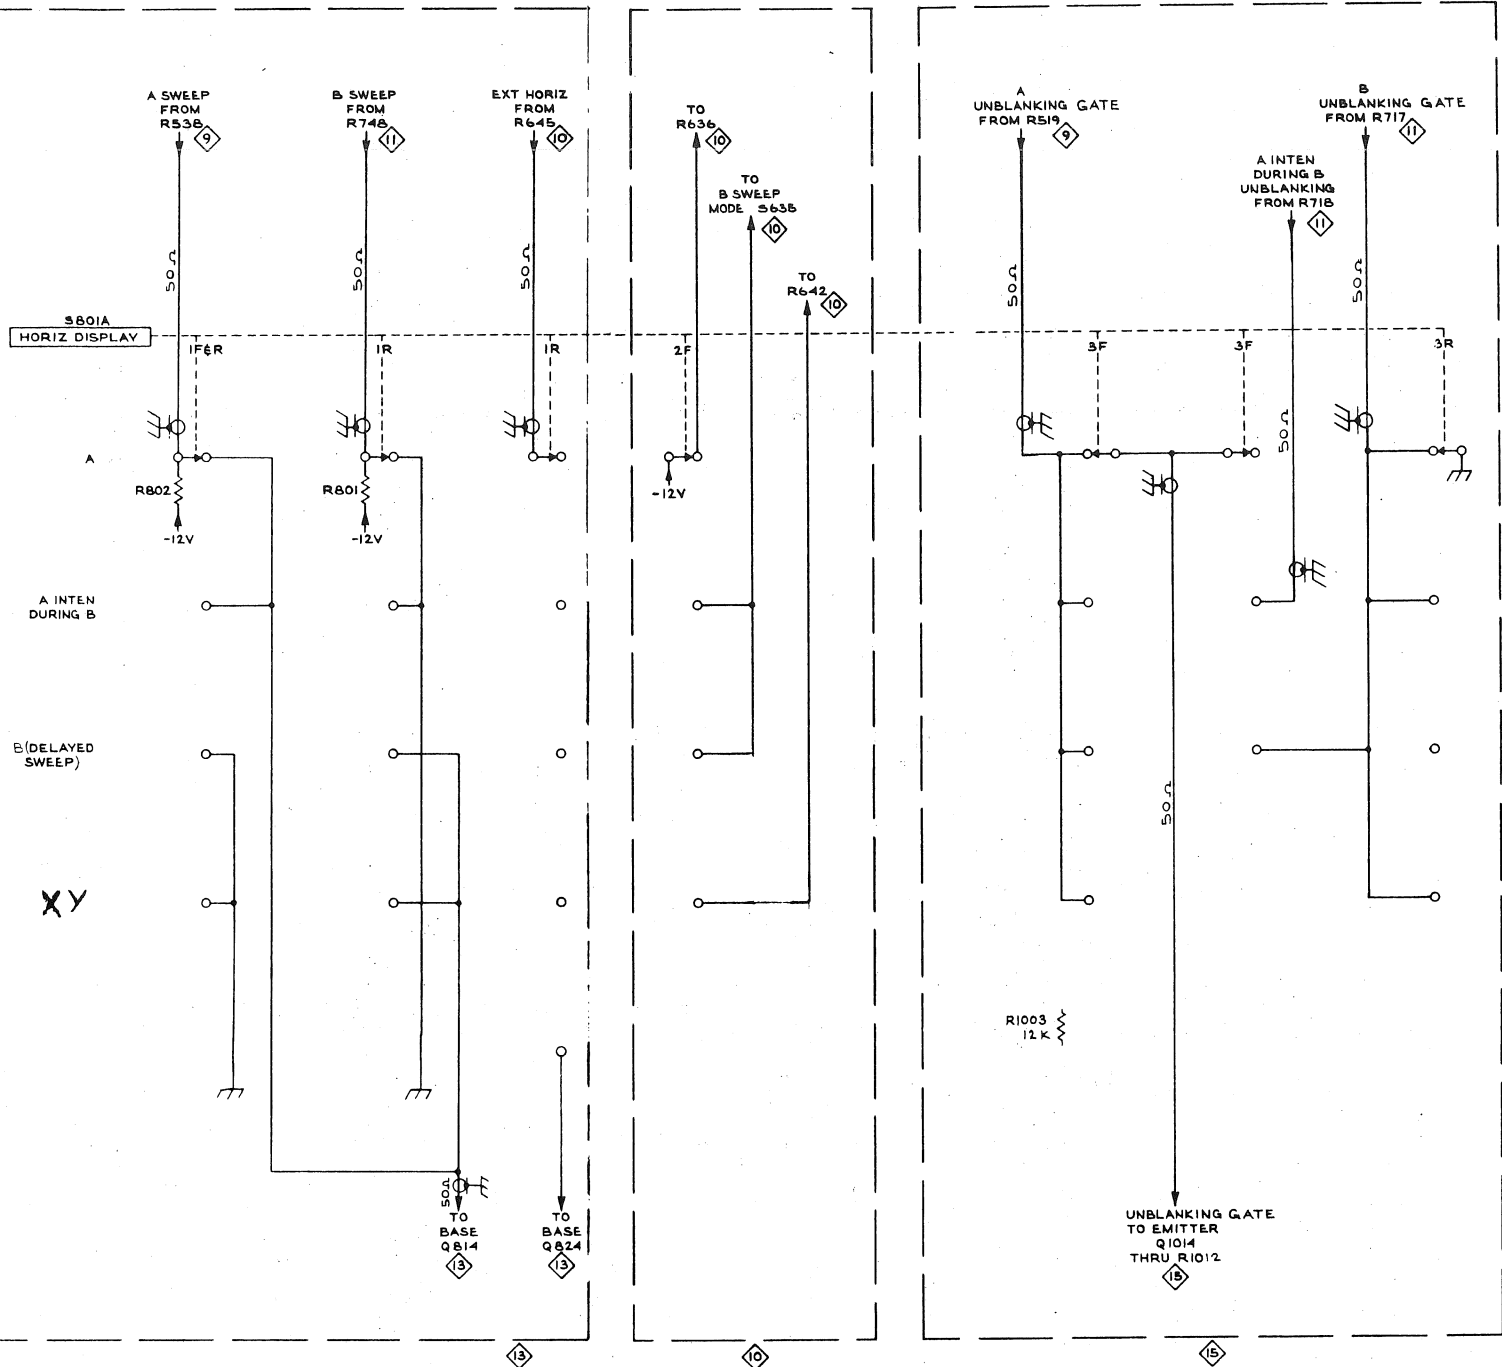 A SWEEP
FROM
R538
9
B SWEEP
FROM
R748
11
EXT HORIZ
FROM
R645
10
TO
R636
10
TO
B SWEEP
MODE S635
10
TO
R642
10
A
UNBLANKING GATE
FROM R519
9
B
UNBLANKING GATE
FROM R717
11
A INTEN
DURING B
UNBLANKING
FROM R718
11
50Ω
50Ω
50Ω
50Ω
50Ω
50Ω
S801A
HORIZ DISPLAY
1F&R
1R
1R
2F
3F
3F
3R
A
R802
-12V
R801
-12V
-12V
A INTEN
DURING B
B(DELAYED
SWEEP)
50Ω
XY
R1003
12K
50Ω
TO
BASE
Q814
13
TO
BASE
Q824
13
UNBLANKING GATE
TO EMITTER
Q1014
THRU R1012
15
13
10
15